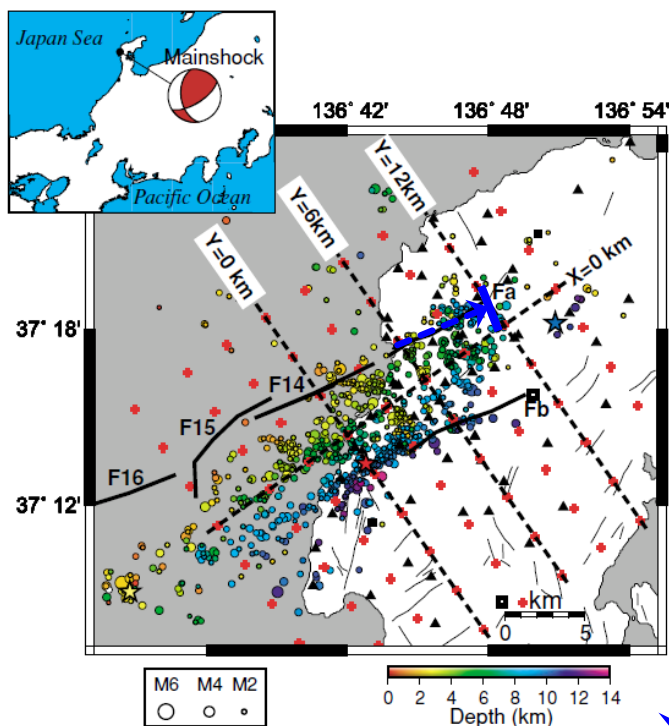 Japan Sea
Mainshock
Pacific Ocean
136° 42'
136° 48'
136° 54'
Y=12km
Y=6km
Y=0 km
X=0 km
Fa
37° 18'
F14
F15
Fb
F16
37° 12'
km
0 5
M6 M4 M2
0 2 4 6 8 10 12 14
Depth (km)